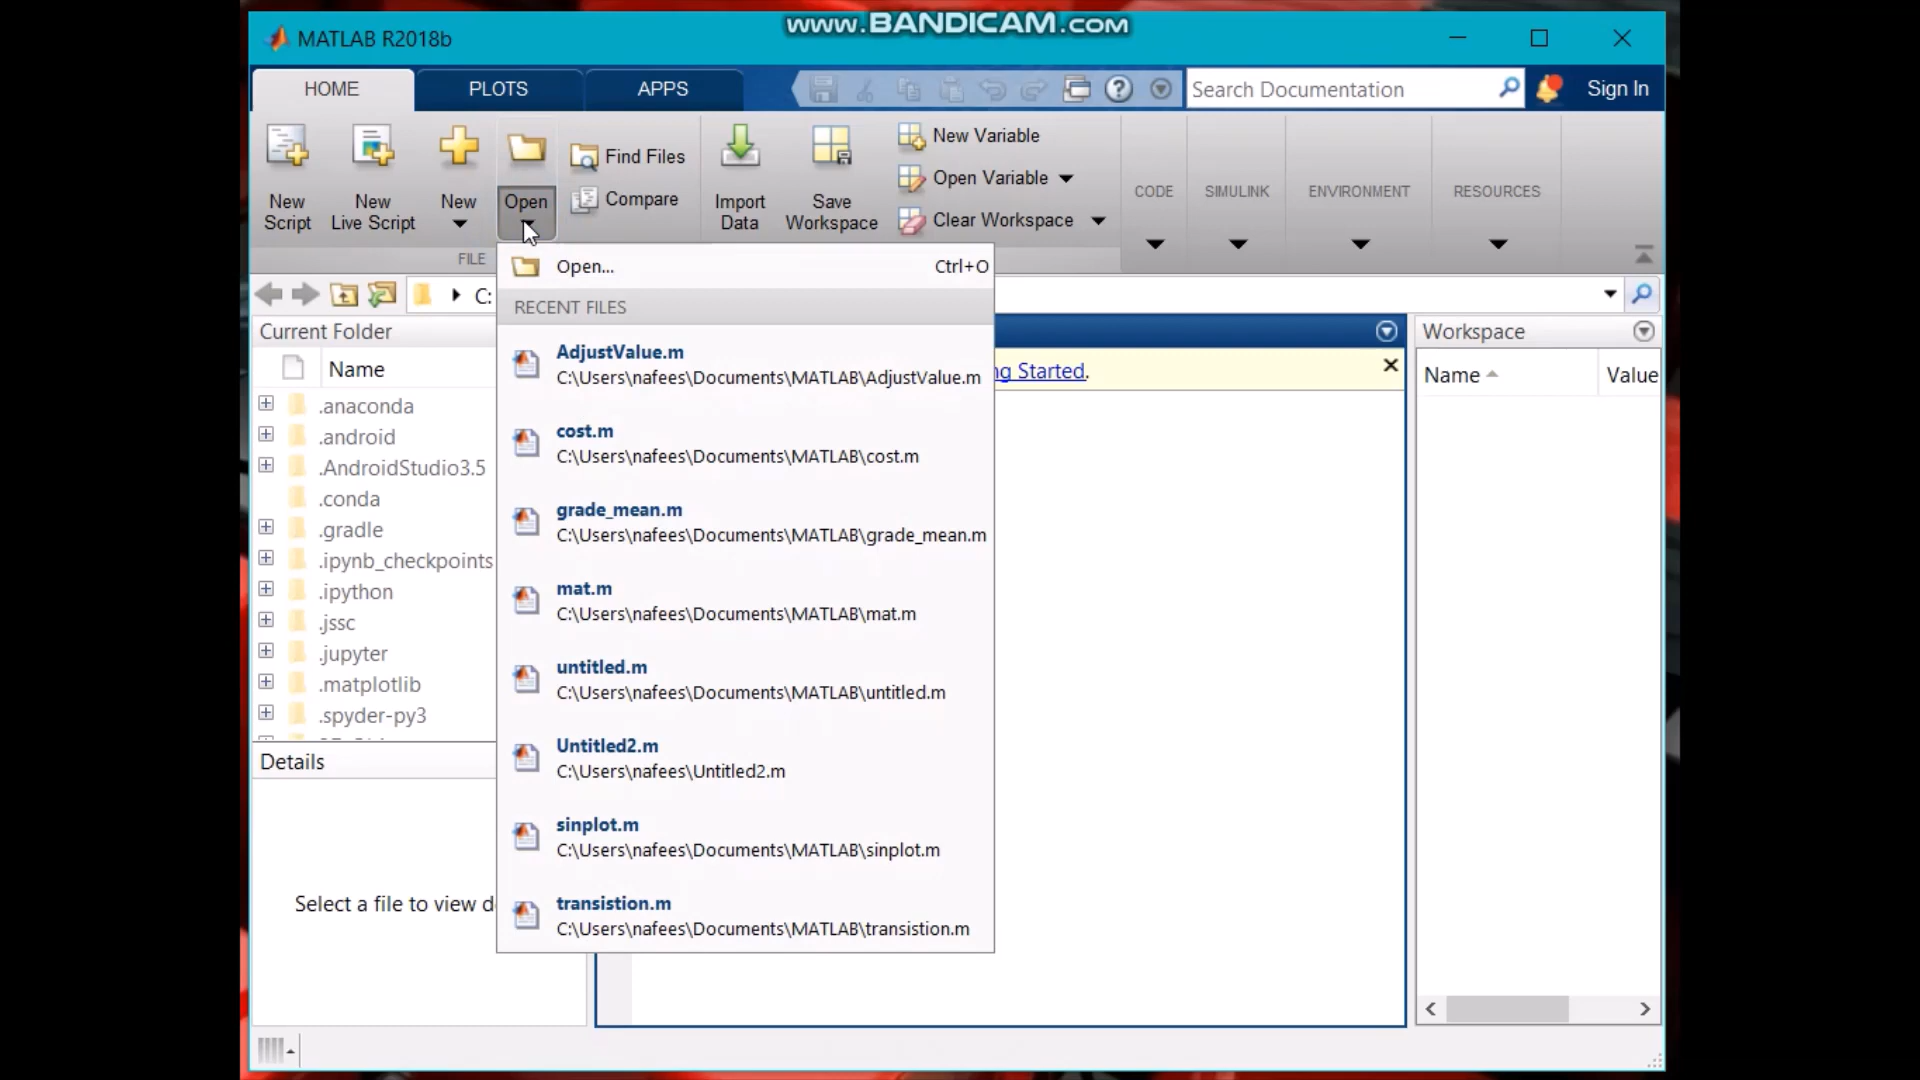 www.BANDICAM.com
MATLAB R2018b
HOME
PLOTS
APPS
Search Documentation
Sign In
New
Script
New
Live Script
New
Open
Find Files
Compare
Import
Data
Save
Workspace
New Variable
Open Variable
Clear Workspace
CODE
SIMULINK
ENVIRONMENT
RESOURCES
FILE
Open...
Ctrl+O
C:
RECENT FILES
Current Folder
Name
.anaconda
.android
.AndroidStudio3.5
.conda
.gradle
.ipynb_checkpoints
.ipython
.jssc
.jupyter
.matplotlib
.spyder-py3
Details
Select a file to view d
AdjustValue.m
C:\Users\nafees\Documents\MATLAB\AdjustValue.m
cost.m
C:\Users\nafees\Documents\MATLAB\cost.m
grade_mean.m
C:\Users\nafees\Documents\MATLAB\grade_mean.m
mat.m
C:\Users\nafees\Documents\MATLAB\mat.m
untitled.m
C:\Users\nafees\Documents\MATLAB\untitled.m
Untitled2.m
C:\Users\nafees\Untitled2.m
sinplot.m
C:\Users\nafees\Documents\MATLAB\sinplot.m
transistion.m
C:\Users\nafees\Documents\MATLAB\transistion.m
ng Started.
Workspace
Name
Value